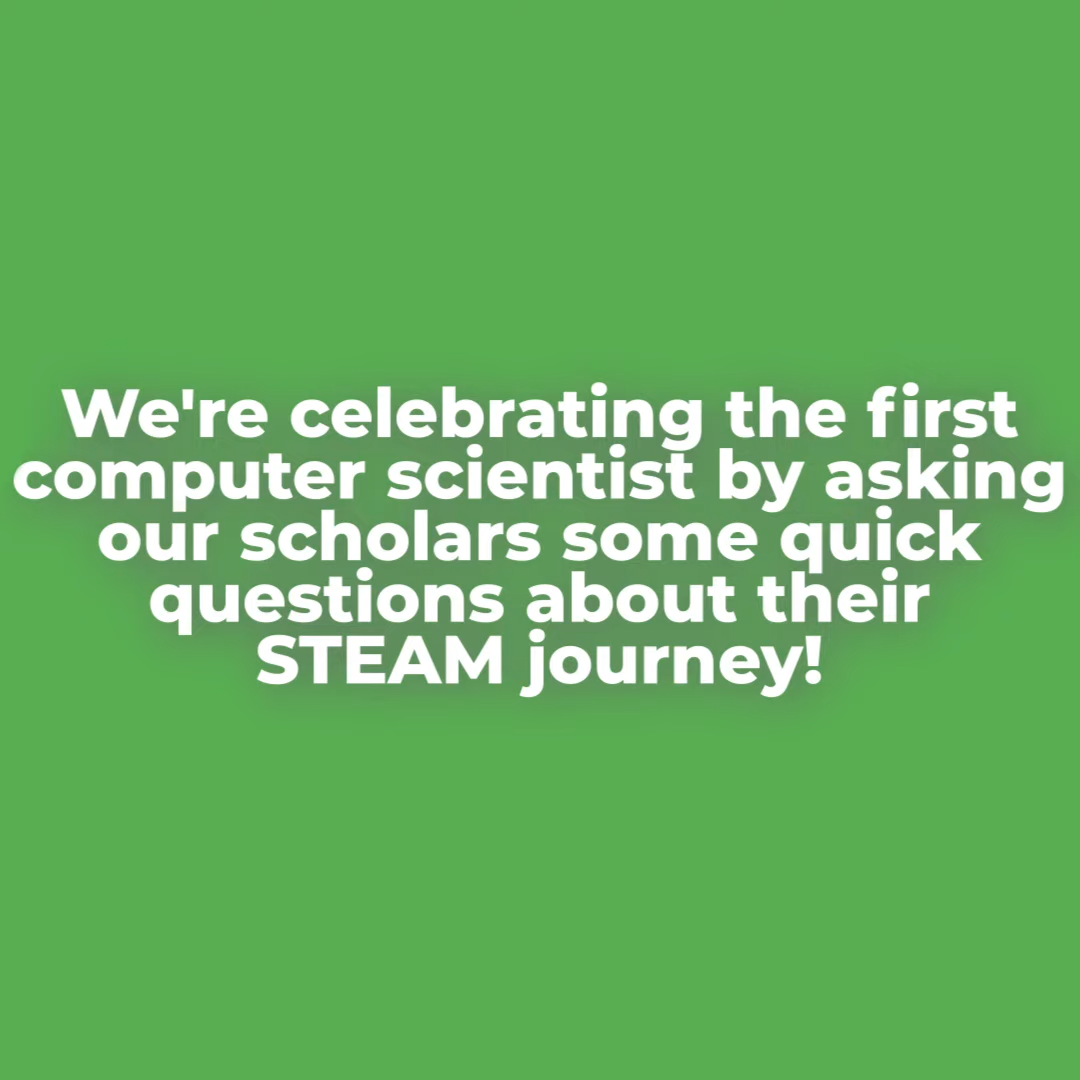 We're celebrating the first
computer scientist by asking
our scholars some quick
questions about their
STEAM journey!